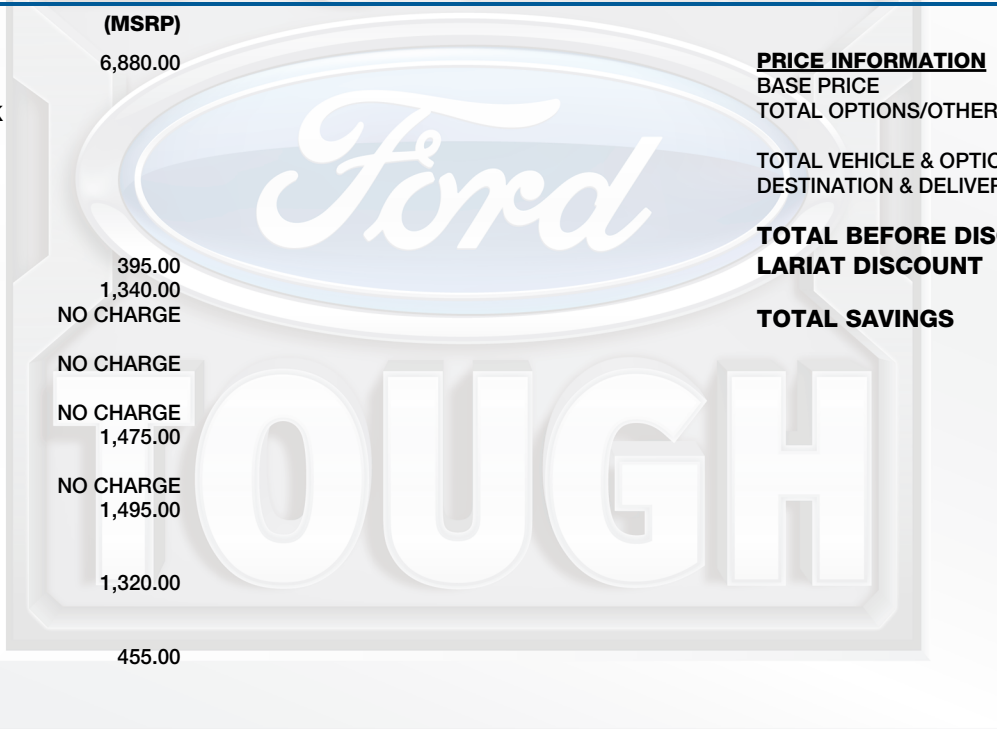 (MSRP)
6,880.00
395.00
1,340.00
NO CHARGE
NO CHARGE
NO CHARGE
1,475.00
NO CHARGE
1,495.00
1,320.00
455.00
Ford
TOUGH
PRICE INFORMATION
BASE PRICE
TOTAL OPTIONS/OTHER
TOTAL VEHICLE & OPTIO
DESTINATION & DELIVER
TOTAL BEFORE DISC
LARIAT DISCOUNT
TOTAL SAVINGS